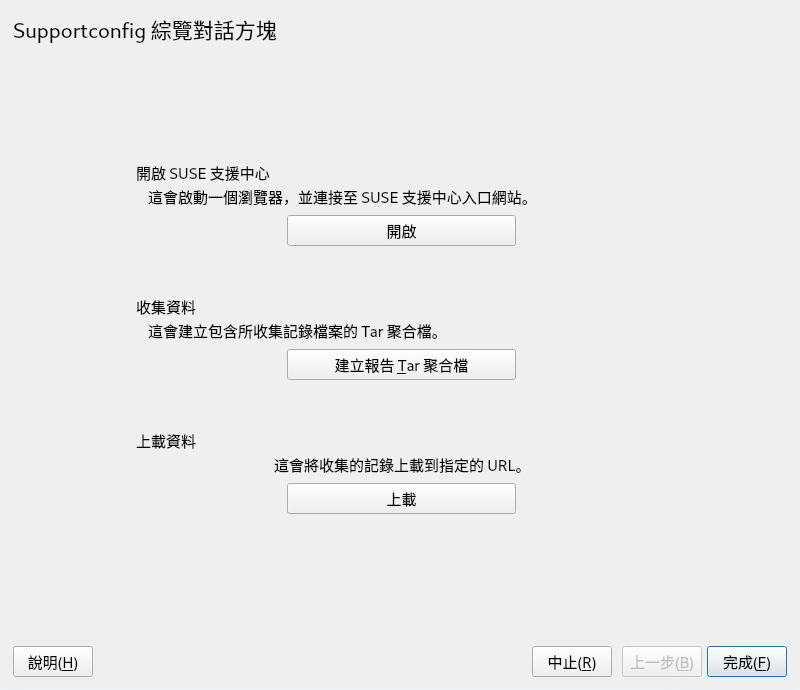 Supportconfig 綜覽對話方塊
開啟 SUSE 支援中心
這會啟動一個瀏覽器，並連接至 SUSE 支援中心入口網站。
開啟
收集資料
這會建立包含所收集記錄檔案的 Tar 聚合檔。
建立報告 Tar 聚合檔
上載資料
這會將收集的記錄上載到指定的 URL。
上載
說明(H) 中止(R) 上一步(B) 完成(F)